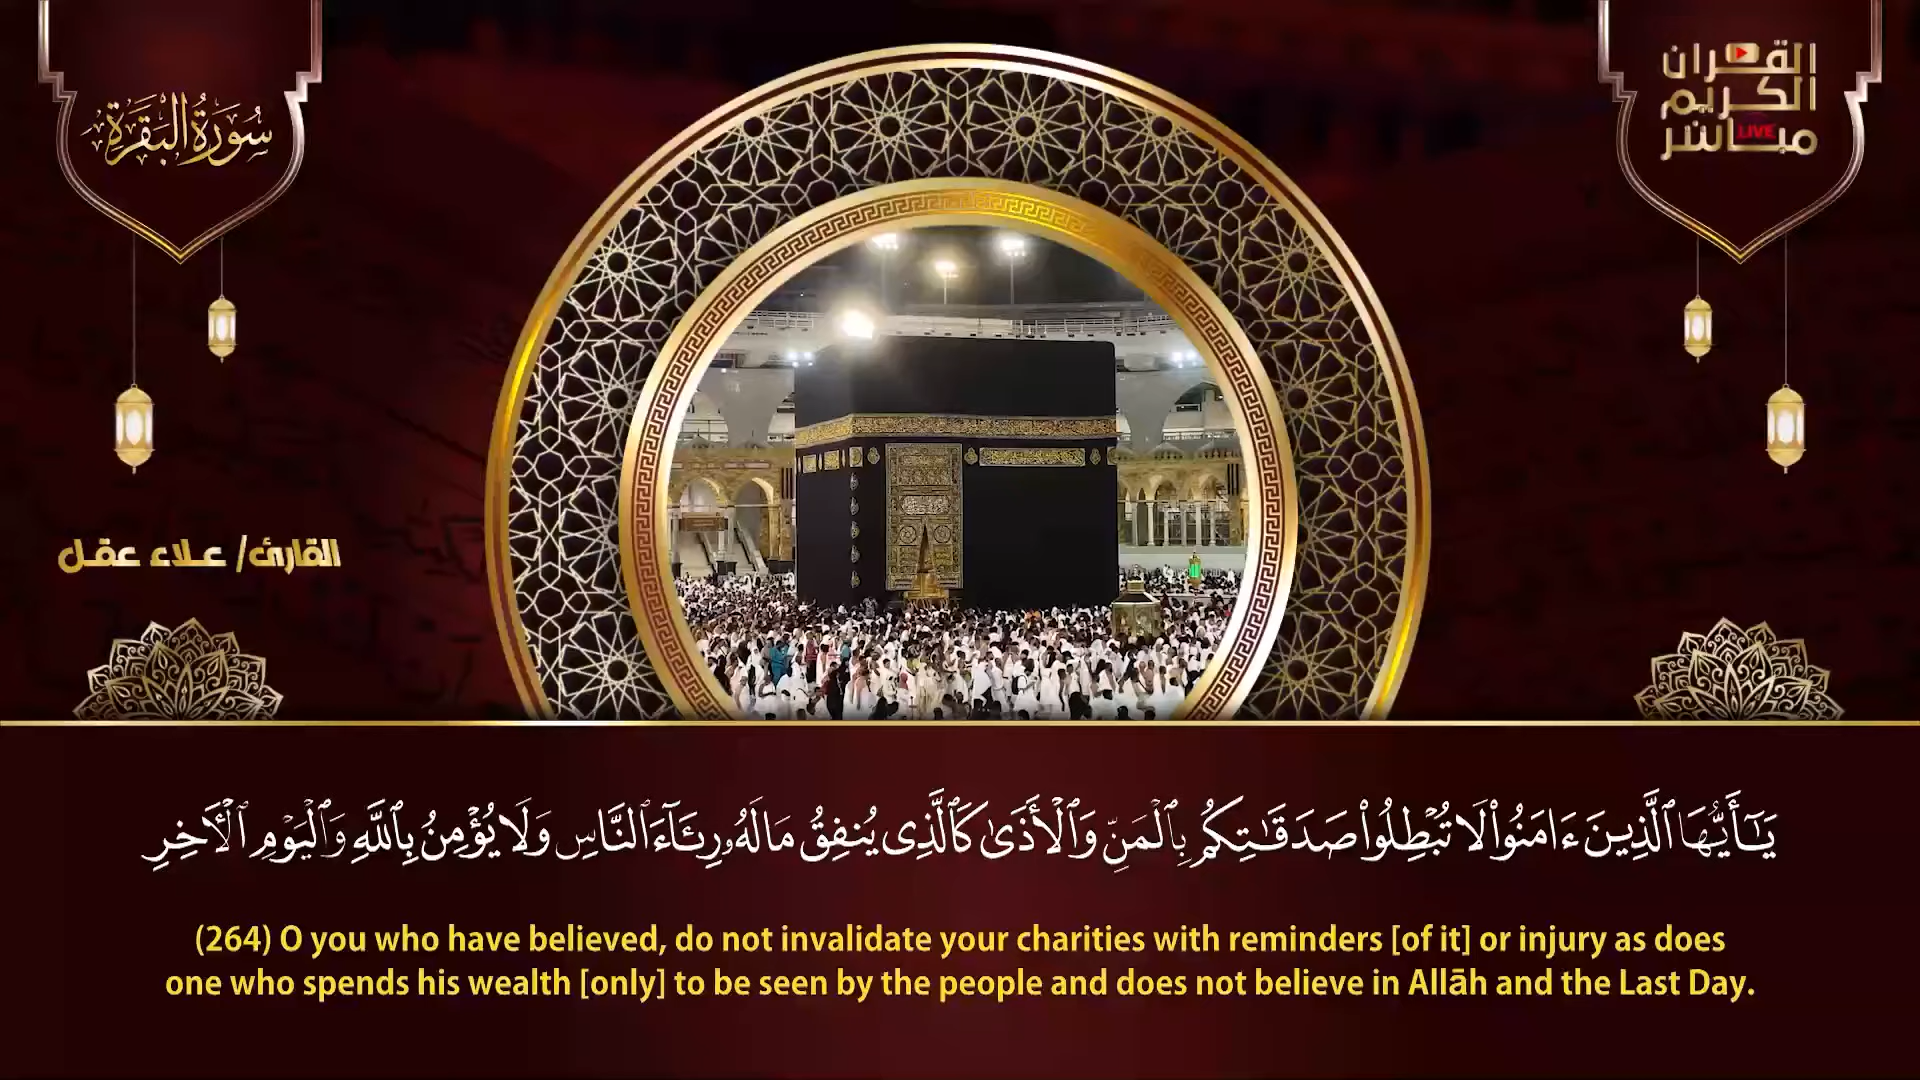 سُورَةُ البَقَرَةِ
القران
الكريم
مباشر
LIVE
القارئ/ علاء عقل
يَـٰٓأَيُّهَا ٱلَّذِينَ ءَامَنُوا۟ لَا تُبْطِلُوا۟ صَدَقَـٰتِكُم بِٱلْمَنِّ وَٱلْأَذَىٰ كَٱلَّذِى يُنفِقُ مَالَهُۥ رِئَآءَ ٱلنَّاسِ وَلَا يُؤْمِنُ بِٱللَّهِ وَٱلْيَوْمِ ٱلْـَٔاخِرِ
(264) O you who have believed, do not invalidate your charities with reminders [of it] or injury as does
one who spends his wealth [only] to be seen by the people and does not believe in Allāh and the Last Day.